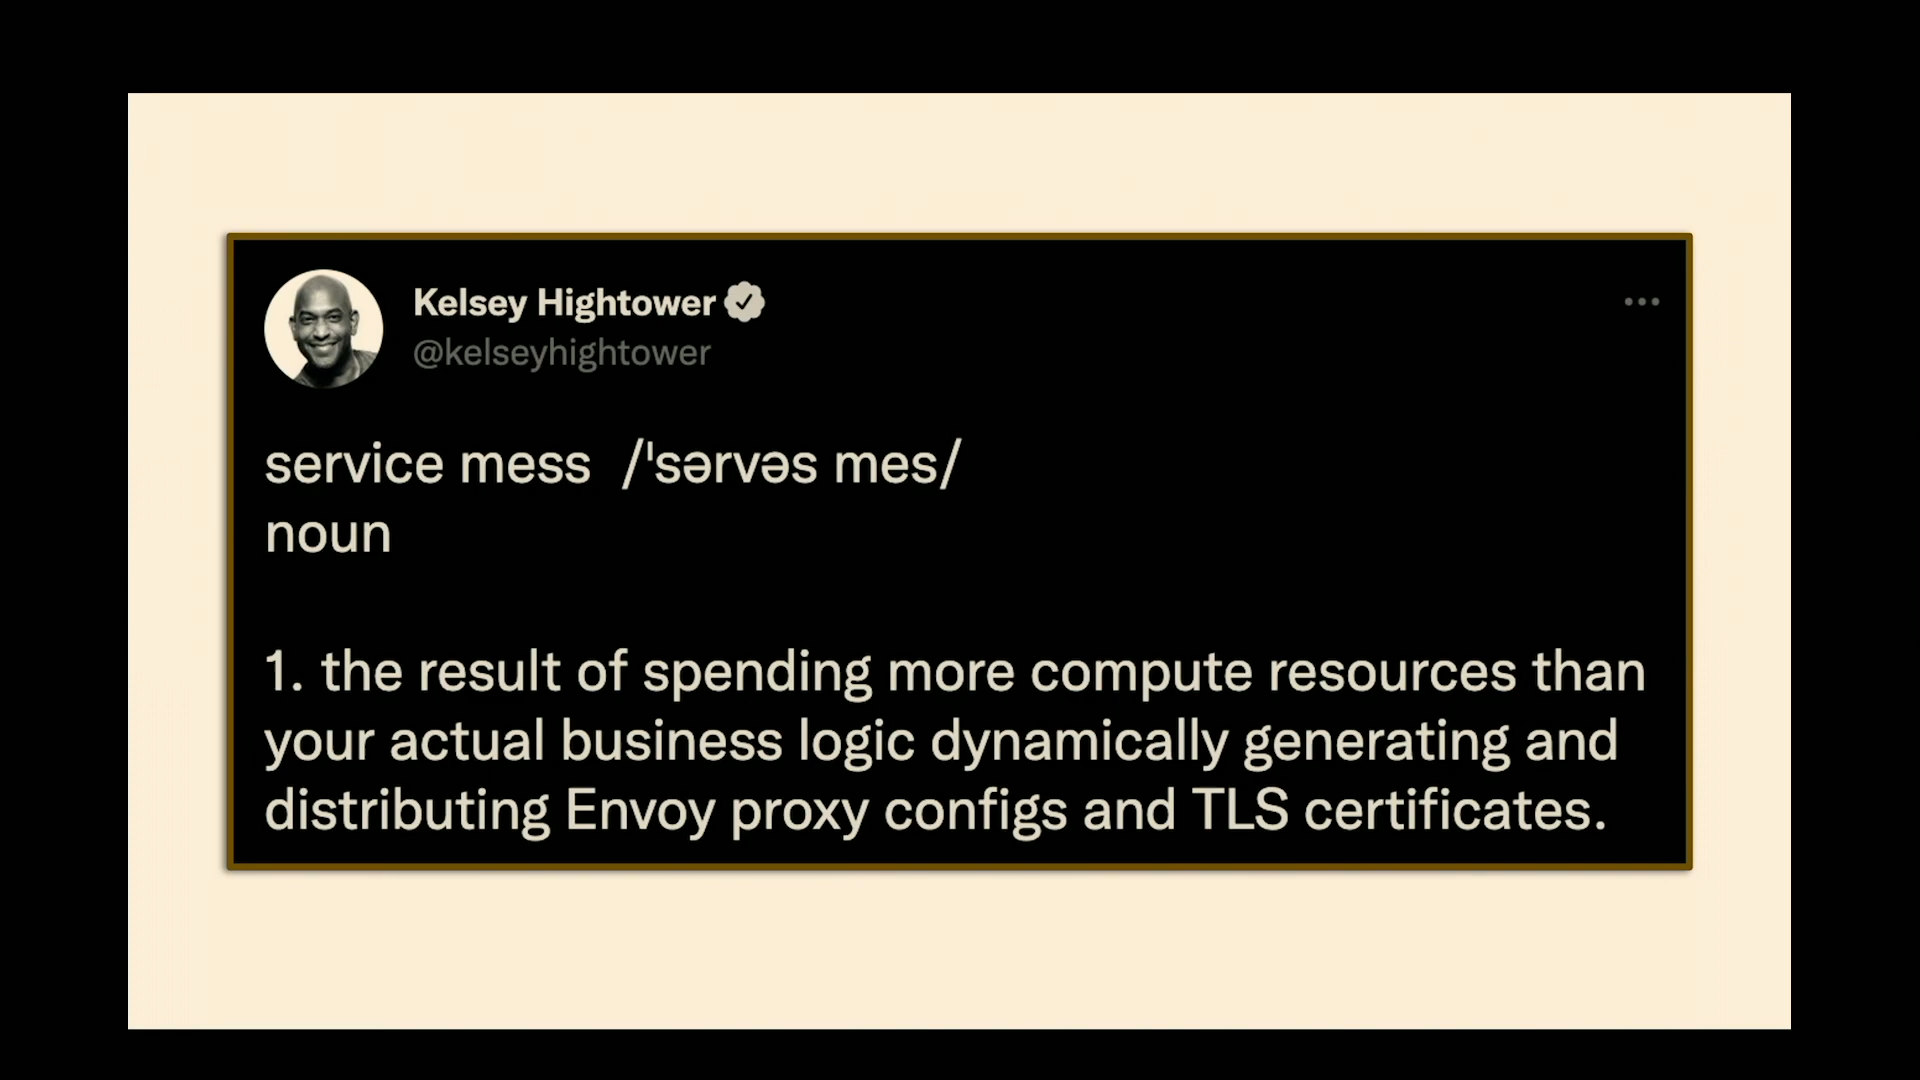 Kelsey Hightower
@kelseyhightower
service mess /ˈsərvəs mes/
noun
1. the result of spending more compute resources than
your actual business logic dynamically generating and
distributing Envoy proxy configs and TLS certificates.